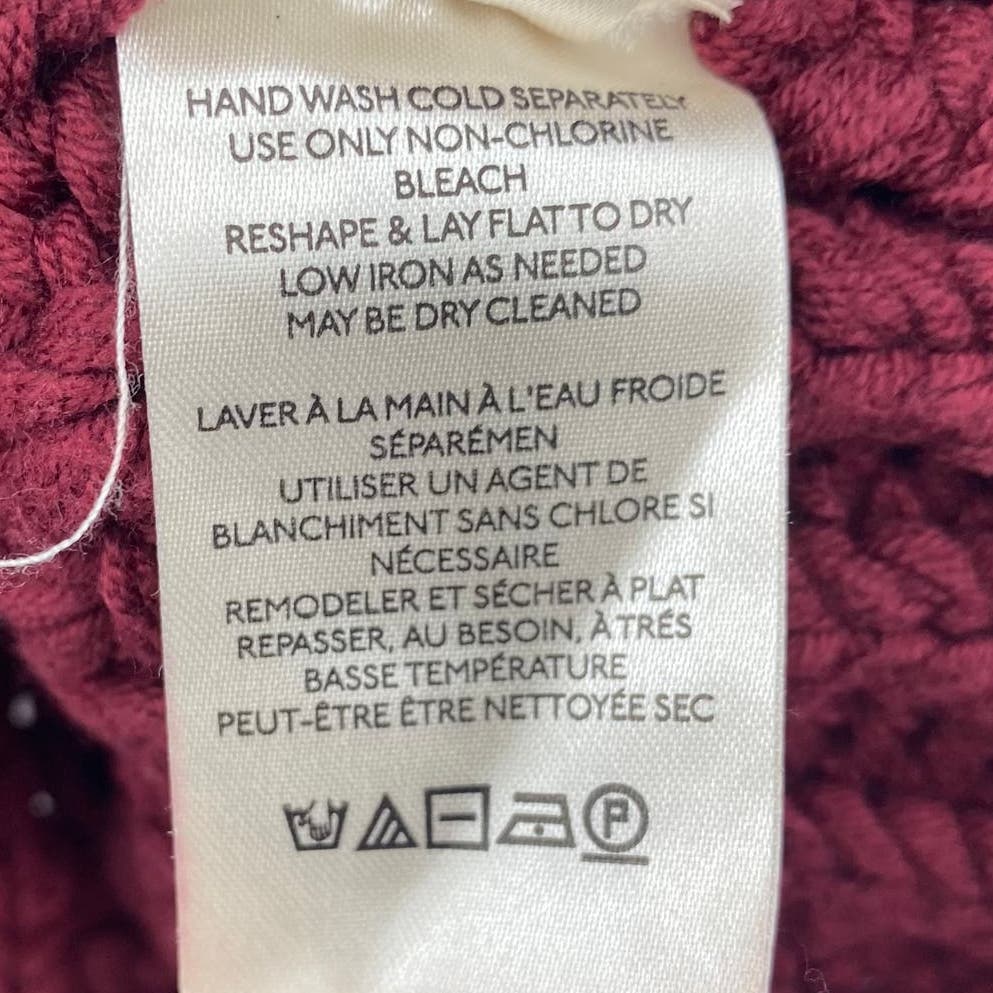 HAND WASH COLD SEPARATELY
USE ONLY NON-CHLORINE
BLEACH
RESHAPE & LAY FLAT TO DRY
LOW IRON AS NEEDED
MAY BE DRY CLEANED
LAVER À LA MAIN À L'EAU FROIDE
SÉPARÉMEN
UTILISER UN AGENT DE
BLANCHIMENT SANS CHLORE SI
NÉCESSAIRE
REMODELER ET SÉCHER À PLAT
REPASSER, AU BESOIN, À TRÉS
BASSE TEMPÉRATURE
PEUT-ÊTRE ÊTRE NETTOYÉE SEC
P